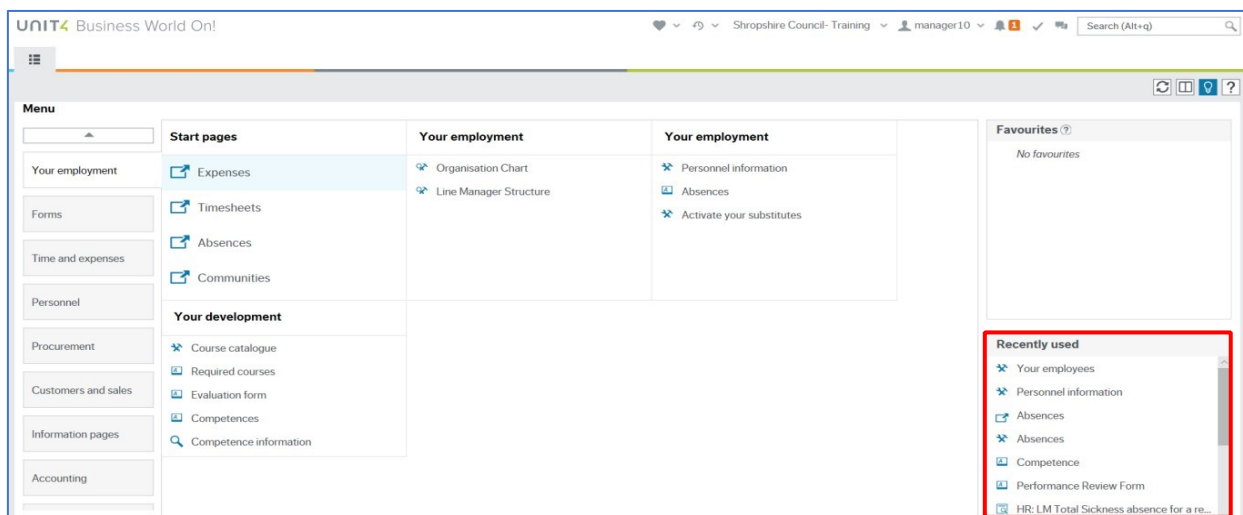 UNIT4 Business World On!
Shropshire Council- Training
manager10
1
Search (Alt+q)
?
Menu
Your employment
Forms
Time and expenses
Personnel
Procurement
Customers and sales
Information pages
Accounting
Start pages
Expenses
Timesheets
Absences
Communities
Your employment
Organisation Chart
Line Manager Structure
Your employment
Personnel information
Absences
Activate your substitutes
Your development
Course catalogue
Required courses
Evaluation form
Competences
Competence information
Favourites ?
No favourites
Recently used
Your employees
Personnel information
Absences
Absences
Competence
Performance Review Form
HR: LM Total Sickness absence for a re...